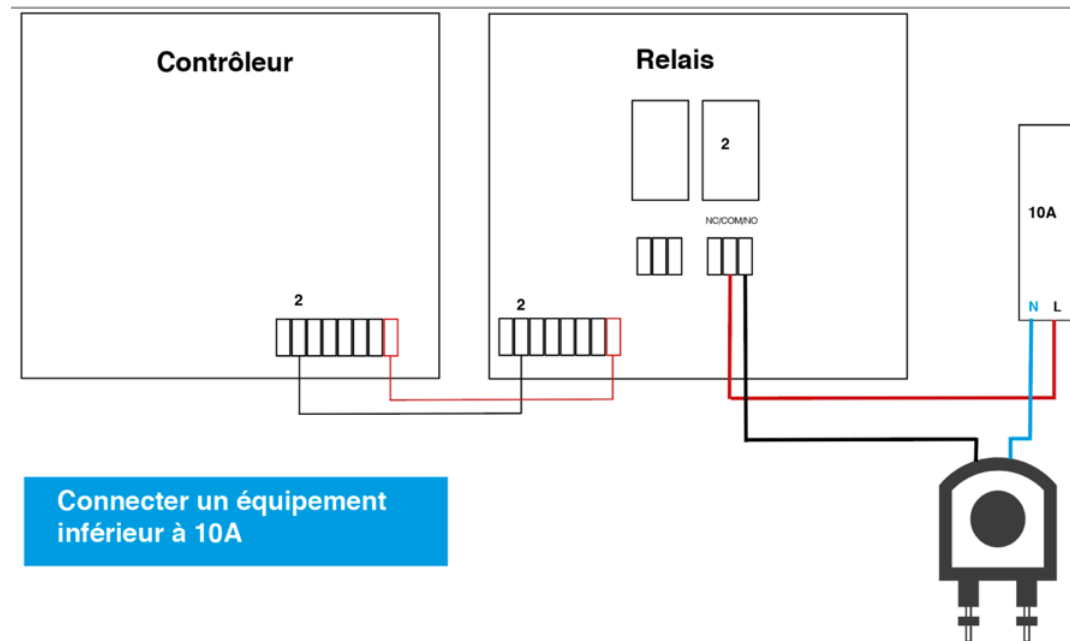 Contrôleur
Relais
2
NC/COM/NO
10A
2
2
N L
Connecter un équipement
inférieur à 10A